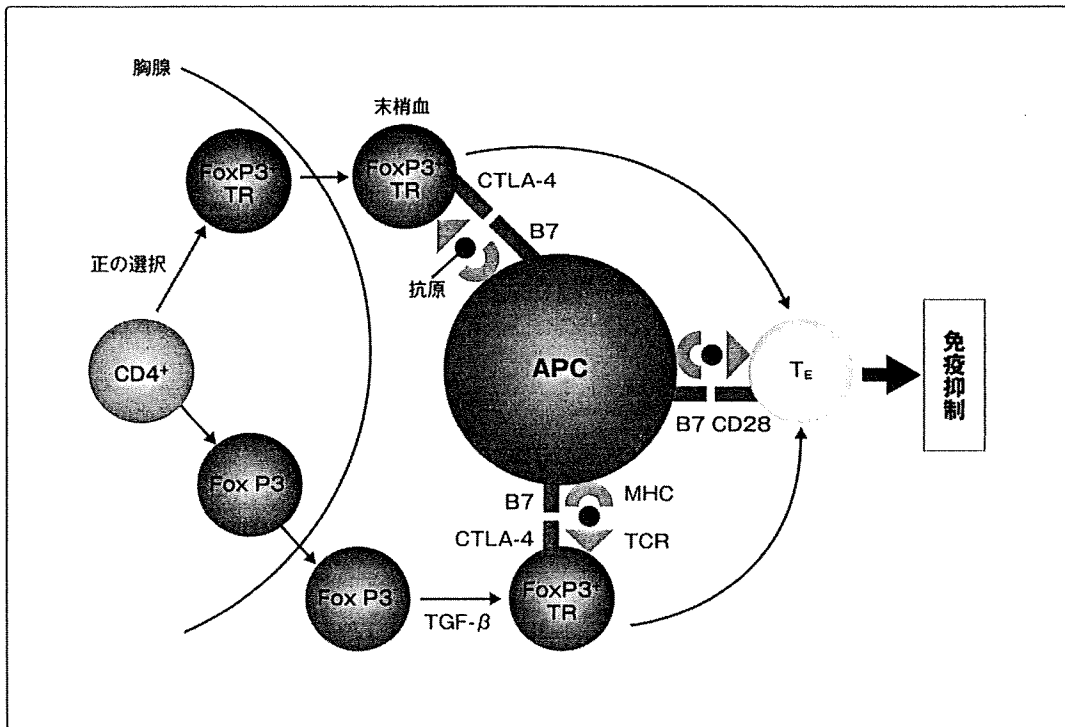 胸腺
末梢血
FoxP3⁺
TR
FoxP3⁺
TR
CTLA-4
B7
正の選択
抗原
CD4⁺
APC
Tᴇ
免疫抑制
B7 CD28
Fox P3
B7
MHC
CTLA-4
TCR
Fox P3
TGF-β
FoxP3⁺
TR